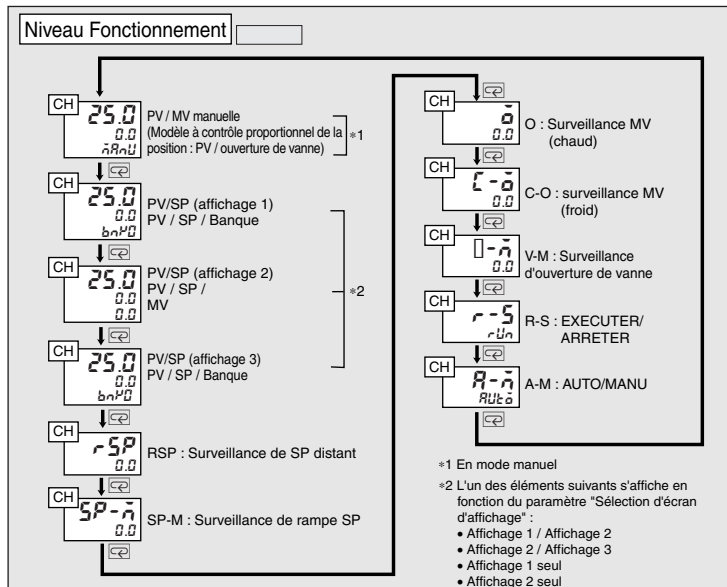 Niveau Fonctionnement
CH
25.0
0.0
PV / MV manuelle
(Modèle à contrôle proportionnel de la
position : PV / ouverture de vanne)
*1
CH
25.0
0.0
PV/SP (affichage 1)
PV / SP / Banque
CH
25.0
0.0
0.0
PV/SP (affichage 2)
PV / SP /
MV
*2
CH
25.0
0.0
PV/SP (affichage 3)
PV / SP / Banque
CH
rSP
0.0
RSP : Surveillance de SP distant
CH
SP-m
0.0
SP-M : Surveillance de rampe SP
CH
o
0.0
O : Surveillance MV
(chaud)
CH
C-o
0.0
C-O : surveillance MV
(froid)
CH
-m
0.0
V-M : Surveillance
d'ouverture de vanne
CH
r-S
rUn
R-S : EXECUTER/
ARRETER
CH
A-m
AUto
A-M : AUTO/MANU
*1 En mode manuel
*2 L'un des éléments suivants s'affiche en
fonction du paramètre "Sélection d'écran
d'affichage" :
• Affichage 1 / Affichage 2
• Affichage 2 / Affichage 3
• Affichage 1 seul
• Affichage 2 seul